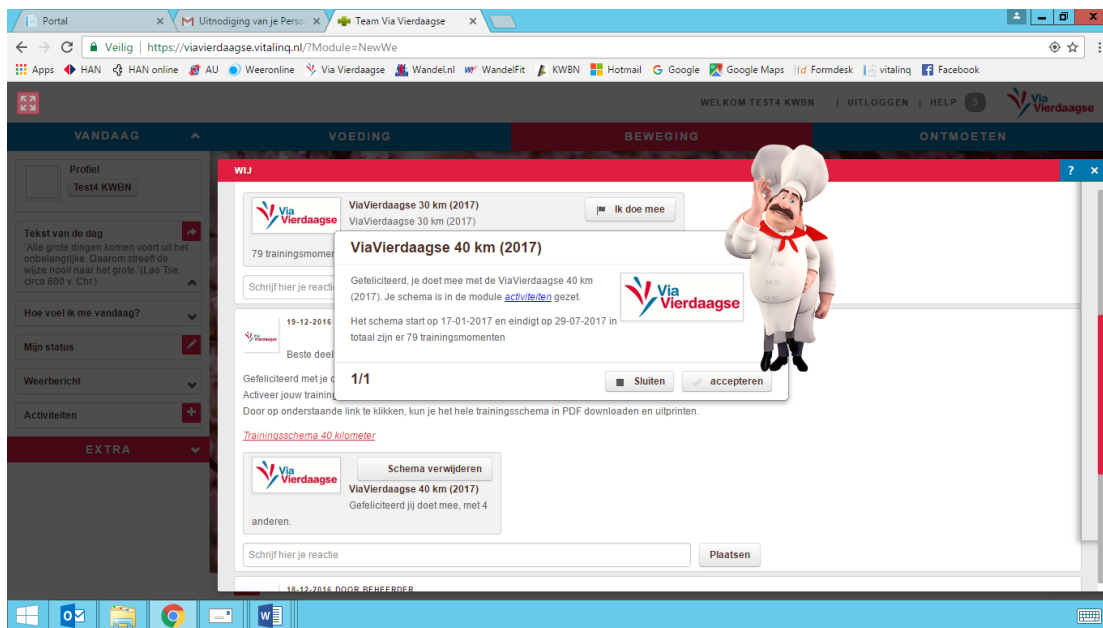 Portal
Uitnodiging van je Perso
Team Via Vierdaagse
Veilig | https://viavierdaagse.vitalinq.nl/?Module=NewWe
Apps HAN HAN online AU Weeronline Via Vierdaagse Wandel.nl WandelFit KWBN Hotmail Google Google Maps Formdesk vitalinq Facebook
WELKOM TEST4 KWBN | UITLOGGEN | HELP 3
Via Vierdaagse
VANDAAG VOEDING BEWEGING ONTMOETEN
Profiel
Test4 KWBN
Tekst van de dag
'Alle grote dingen komen voort uit het
onbelangrijke. Daarom streeft de
wijze nooit naar het grote.'(Lao Tse,
circa 600 v. Chr.)
Hoe voel ik me vandaag?
Mijn status
Weerbericht
Activiteiten
EXTRA
WIJ ? x
Via Vierdaagse
ViaVierdaagse 30 km (2017)
ViaVierdaagse 30 km (2017)
Ik doe mee
79 trainingsmomen
Schrijf hier je reacti
ViaVierdaagse 40 km (2017)
Gefeliciteerd, je doet mee met de ViaVierdaagse 40 km
(2017). Je schema is in de module activiteiten gezet.
Het schema start op 17-01-2017 en eindigt op 29-07-2017 in
totaal zijn er 79 trainingsmomenten
Via Vierdaagse
1/1
Sluiten
accepteren
19-12-2016
Beste deel
Gefeliciteerd met je d
Activeer jouw training
Door op onderstaande link te klikken, kun je het hele trainingsschema in PDF downloaden en uitprinten.
Trainingsschema 40 kilometer
Via Vierdaagse
Schema verwijderen
ViaVierdaagse 40 km (2017)
Gefeliciteerd jij doet mee, met 4
anderen.
Schrijf hier je reactie
Plaatsen
18-12-2016 DOOR BEHEERDER